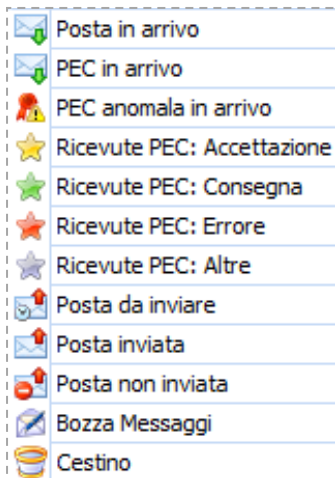 Posta in arrivo
PEC in arrivo
PEC anomala in arrivo
Ricevute PEC: Accettazione
Ricevute PEC: Consegna
Ricevute PEC: Errore
Ricevute PEC: Altre
Posta da inviare
Posta inviata
Posta non inviata
Bozza Messaggi
Cestino